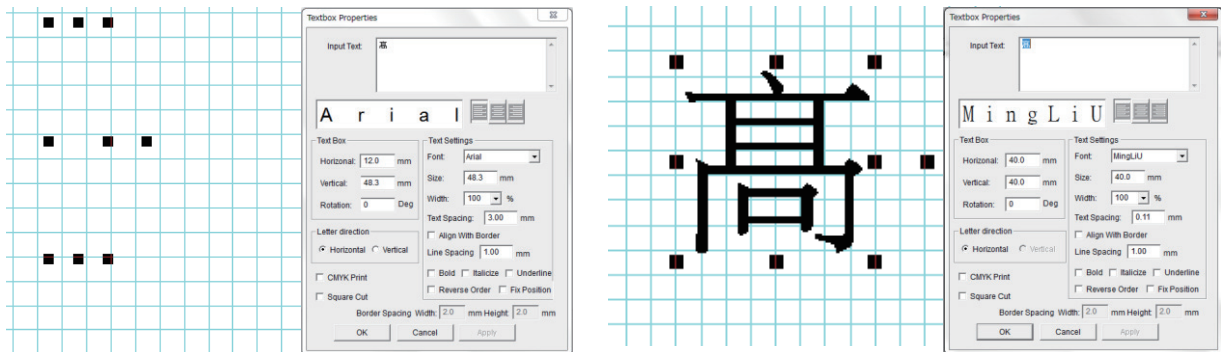 Textbox Properties
Input Text: 髙
Arial
Text Box
Horizonal: 12.0 mm
Vertical: 48.3 mm
Rotation: 0 Deg
Letter direction
Horizontal Vertical
CMYK Print
Square Cut
Text Settings
Font: Arial
Size: 48.3 mm
Width: 100 %
Text Spacing: 3.00 mm
Align With Border
Line Spacing 1.00 mm
Bold Italicize Underline
Reverse Order Fix Position
Border Spacing Width: 2.0 mm Height: 2.0 mm
OK Cancel Apply
髙
Textbox Properties
Input Text: 髙
MingLiU
Text Box
Horizonal: 40.0 mm
Vertical: 40.0 mm
Rotation: 0 Deg
Letter direction
Horizontal Vertical
CMYK Print
Square Cut
Text Settings
Font: MingLiU
Size: 40.0 mm
Width: 100 %
Text Spacing: 0.11 mm
Align With Border
Line Spacing 1.00 mm
Bold Italicize Underline
Reverse Order Fix Position
Border Spacing Width: 2.0 mm Height: 2.0 mm
OK Cancel Apply